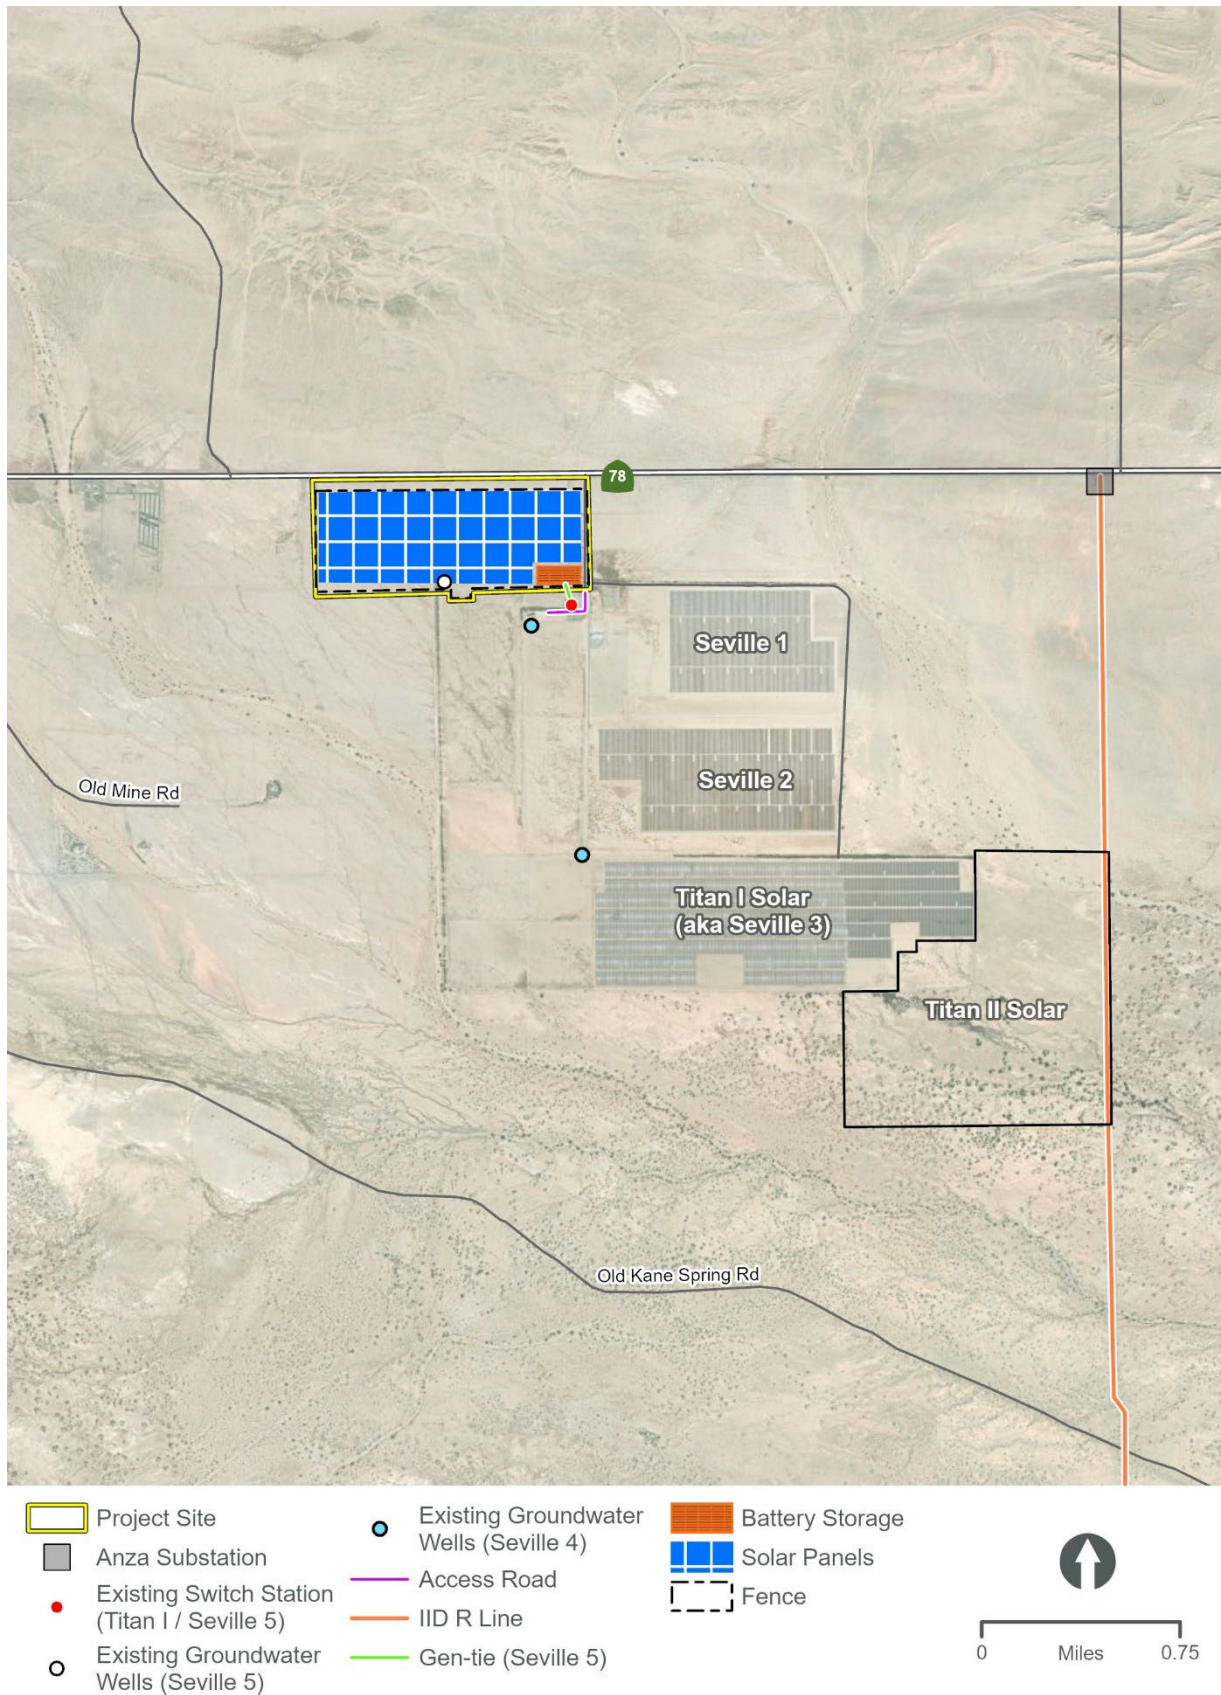 78
Seville 1
Old Mine Rd
Seville 2
Titan I Solar
(aka Seville 3)
Titan II Solar
Old Kane Spring Rd
Project Site
Anza Substation
Existing Switch Station
(Titan I / Seville 5)
Existing Groundwater
Wells (Seville 5)
Existing Groundwater
Wells (Seville 4)
Access Road
IID R Line
Gen-tie (Seville 5)
Battery Storage
Solar Panels
Fence
0 Miles 0.75